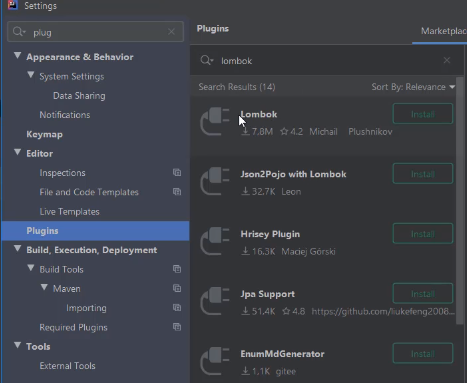 Settings
plug
Appearance & Behavior
System Settings
Data Sharing
Notifications
Keymap
Editor
Inspections
File and Code Templates
Live Templates
Plugins
Build, Execution, Deployment
Build Tools
Maven
Importing
Required Plugins
Tools
External Tools
Plugins
Marketplac
lombok
Search Results (14)
Sort By: Relevance
Lombok
Install
7,8M 4.2 Michail Plushnikov
Json2Pojo with Lombok
Install
32,7K Leon
Hrisey Plugin
Install
16,3K Maciej Górski
Jpa Support
Install
51,4K 4.8 https://github.com/liukefeng2008...
EnumMdGenerator
Install
1,1K gitee